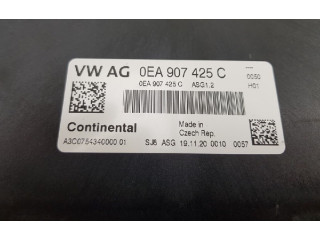 VW AG 0EA 907 425 C
0EA 907 425 C ASG1.2
0050
H01
Continental
Made in
Czech Rep.
A3C0754340000 01 SJ6 ASG 19.11.20 0010 0057